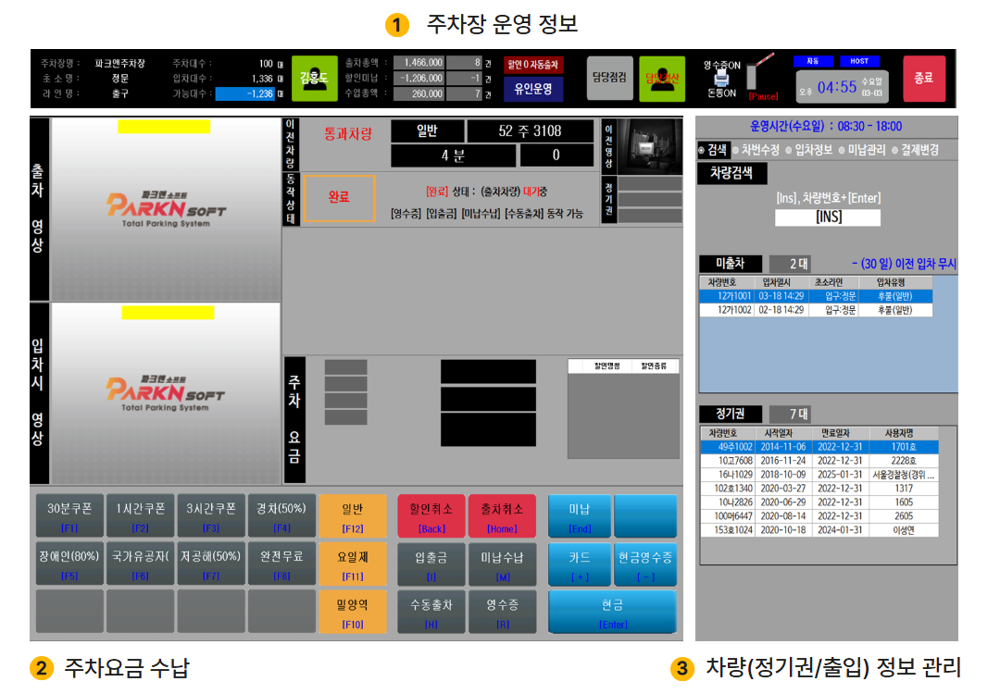 1 주차장 운영 정보
주차장명 : 파크앤주차장 주차대수 : 100 대
초 소 명 : 정문 입차대수 : 1,336 대
라 인 명 : 출구 가능대수 : -1,236 대
김홍도
출차총액 : 1,466,000 8 건
할인미납 : -1,206,000 -1 건
수입총액 : 260,000 7 건
할인 0 자동출차
유인운영
담당점검
담당정산
영수증ON
돈통ON
[Pause]
자동 HOST
오후 04:55 수요일
03-03
종료
출차 영상
파크앤소프트
PARKN SOFT
Total Parking System
입차시 영상
파크앤소프트
PARKN SOFT
Total Parking System
이전차량
통과차량 일반 52 주 3108
4 분 0
이전영상
정기권
동작상태
완료
[완료] 상태 : (출차차량) 대기중
[영수증] [입출금] [미납수납] [수동출차] 동작 가능
주차 요금
할인명칭 할인종류
30분쿠폰 1시간쿠폰 3시간쿠폰 경차(50%) 일반 할인취소 출차취소 미납
[F1] [F2] [F3] [F4] [F12] [Back] [Home] [End]
장애인(80%) 국가유공자( 저공해(50%) 완전무료 요일제 입출금 미납수납 카드 현금영수증
[F5] [F6] [F7] [F8] [F11] [I] [M] [ + ] [ - ]
밀양역 수동출차 영수증 현금
[F10] [H] [R] [Enter]
운영시간(수요일) : 08:30 - 18:00
검색 차번수정 입차정보 미납관리 결제변경
차량검색
[Ins], 차량번호+[Enter]
[INS]
미출차 2 대 - (30 일) 이전 입차 무시
차량번호 입차일시 초소라인 입차유형
12가1001 03-18 14:29 입구:정문 후불(일반)
12가1002 02-18 14:29 입구:정문 후불(일반)
정기권 7 대
차량번호 시작일자 만료일자 사용자명
49주1002 2014-11-06 2022-12-31 1701호
10고7608 2016-11-24 2022-12-31 2228호
16나1029 2018-10-09 2025-01-31 서울경찰청(경위 ...
102호1340 2020-03-27 2022-12-31 1317
10나2826 2020-06-29 2022-12-31 1605
100머6447 2020-08-14 2022-12-31 2605
153호1024 2020-10-18 2024-01-31 이성연
2 주차요금 수납
3 차량(정기권/출입) 정보 관리